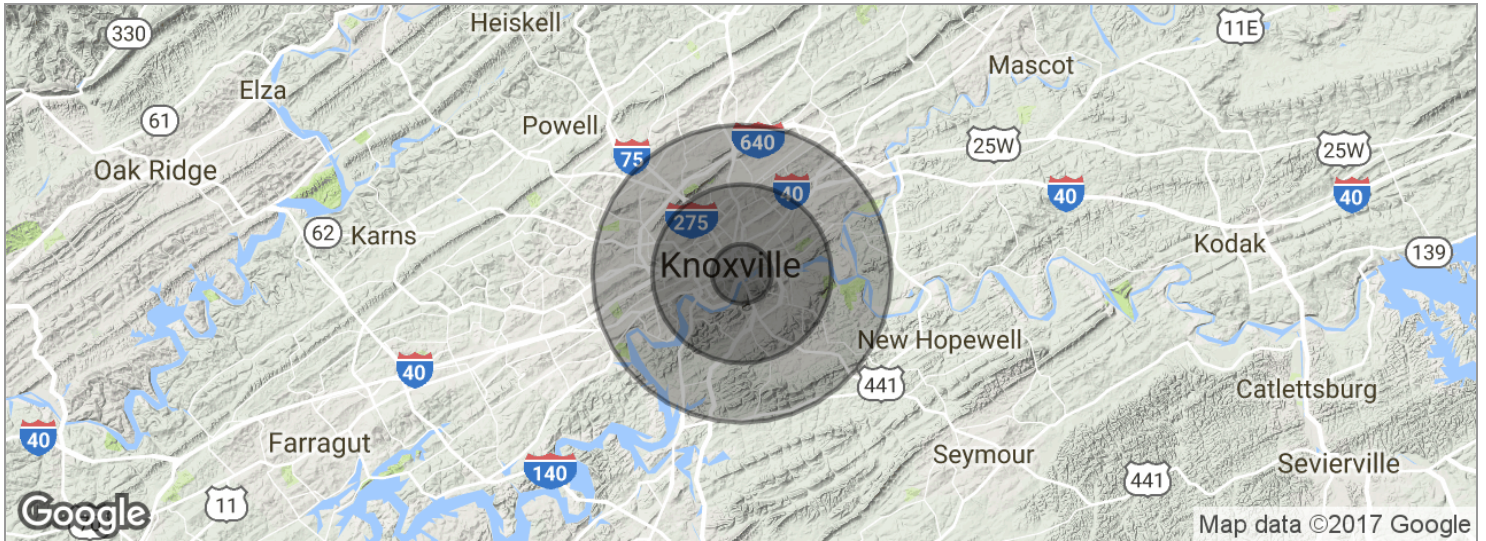 330
Heiskell
11E
Mascot
Elza
61
Powell
640
25W
25W
75
Oak Ridge
40
40
40
275
62
Karns
Kodak
139
Knoxville
New Hopewell
40
441
Catlettsburg
40
Farragut
Seymour
Sevierville
140
441
11
Google
Map data ©2017 Google